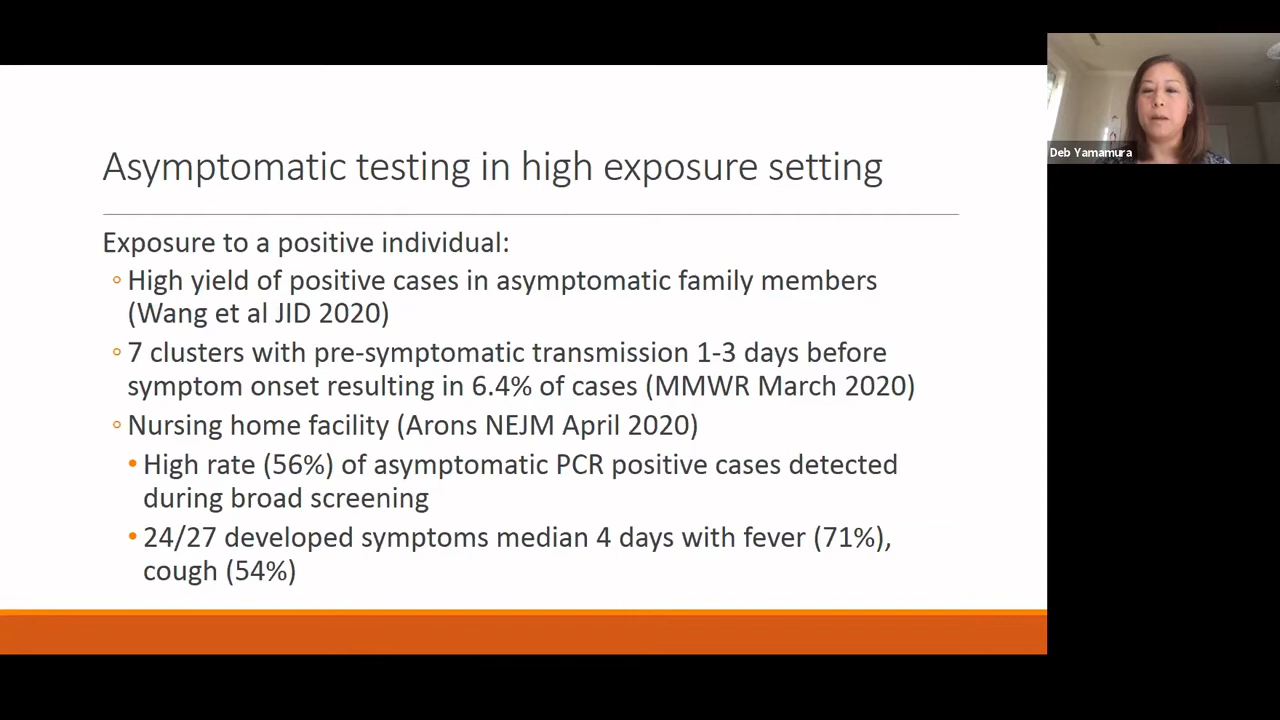 Asymptomatic testing in high exposure setting
Exposure to a positive individual:
◦ High yield of positive cases in asymptomatic family members
(Wang et al JID 2020)
◦ 7 clusters with pre-symptomatic transmission 1-3 days before
symptom onset resulting in 6.4% of cases (MMWR March 2020)
◦ Nursing home facility (Arons NEJM April 2020)
• High rate (56%) of asymptomatic PCR positive cases detected
during broad screening
• 24/27 developed symptoms median 4 days with fever (71%),
cough (54%)
Deb Yamamura